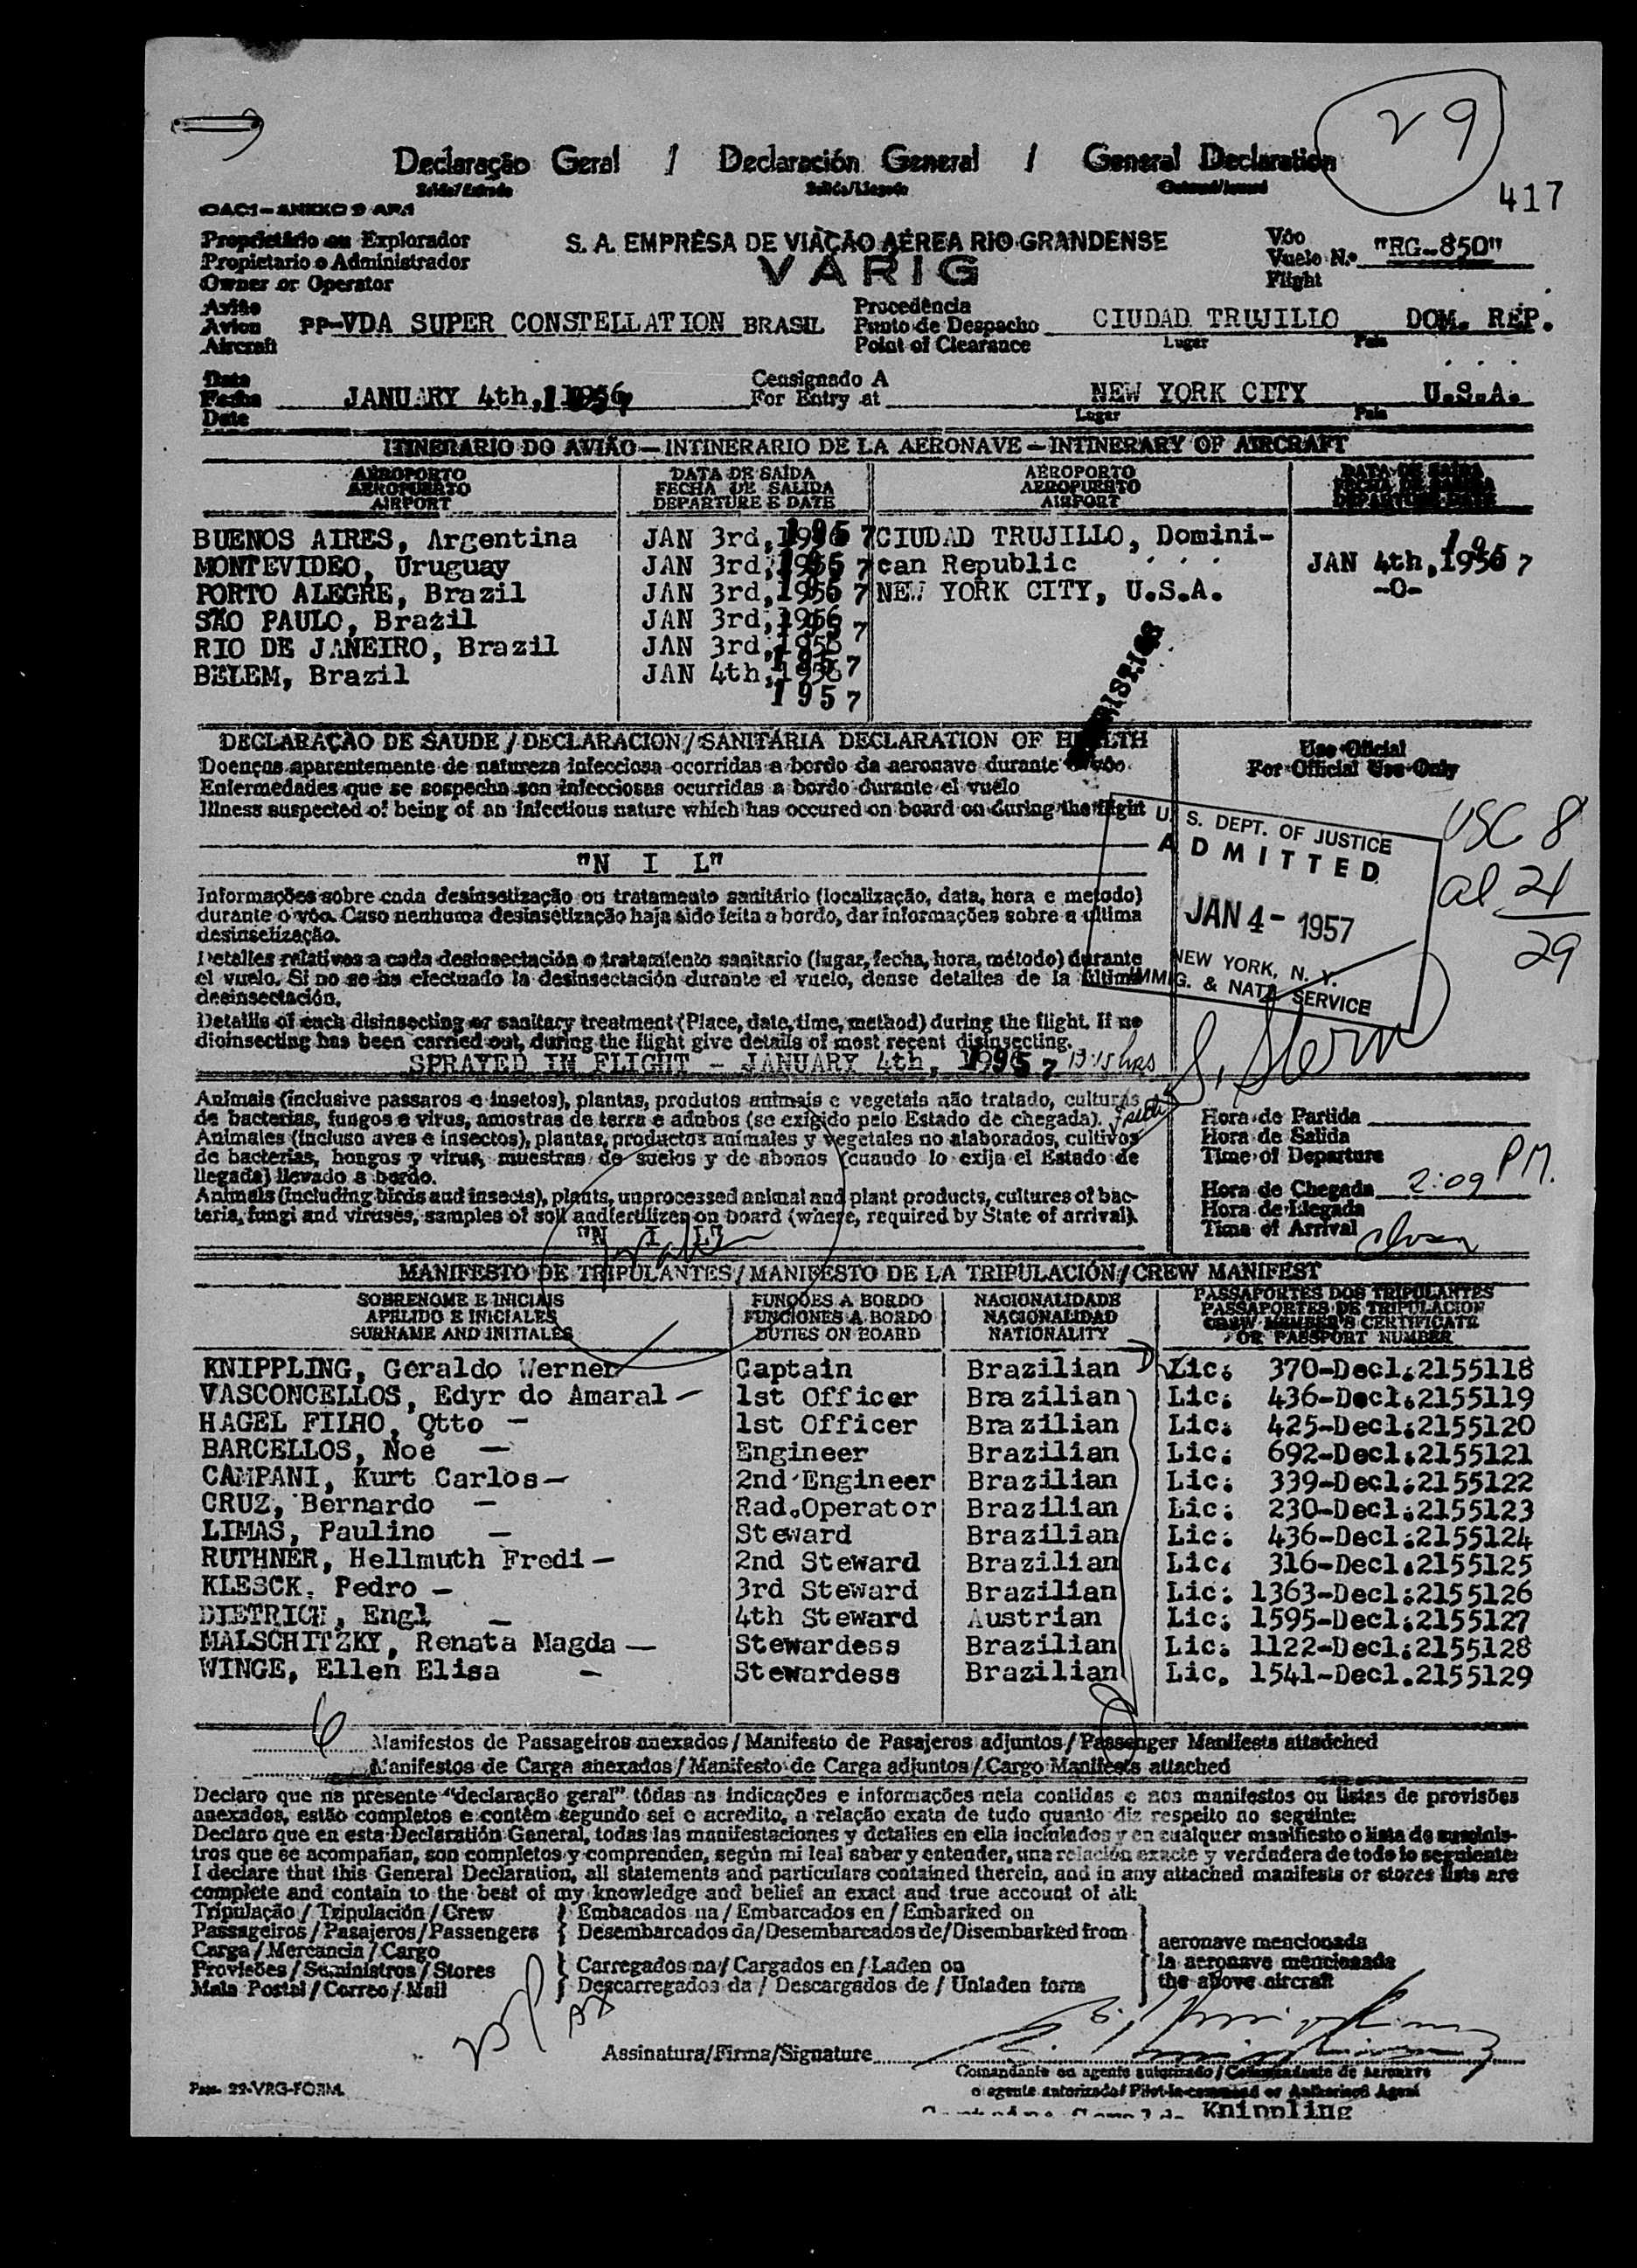 29
Declaração Geral / Declaración General / General Declaration
417
OACI - ANEXO 9 AP.1
Proprietário ou Explorador
Propietario o Administrador
Owner or Operator
S. A. EMPRÊSA DE VIAÇÃO AÉREA RIO GRANDENSE
VARIG
Vôo
Vuelo N.o "RG-850"
Flight
Avião
Avion PP-VDA SUPER CONSTELLATION BRASIL
Aircraft
Procedência
Punto de Despacho CIUDAD TRUJILLO DOM. REP.
Point of Clearance
Lugar Pais
Data
Fecha JANUARY 4th, 1957
Date
Consignado A
For Entry at NEW YORK CITY U.S.A.
Lugar Pais
ITINERARIO DO AVIÃO — INTINERARIO DE LA AERONAVE — INTINERARY OF AIRCRAFT
AEROPORTO
AEROPUERTO
AIRPORT
DATA DE SAÍDA
FECHA DE SALIDA
DEPARTURE E DATE
AEROPORTO
AEROPUERTO
AIRPORT
DATA DE SAÍDA
FECHA DE SALIDA
DEPARTURE DATE
BUENOS AIRES, Argentina JAN 3rd, 1957 CIUDAD TRUJILLO, Domini-
MONTEVIDEO, Uruguay JAN 3rd, 1957 can Republic JAN 4th, 1957
PORTO ALEGRE, Brazil JAN 3rd, 1957 NEW YORK CITY, U.S.A. -O-
SÃO PAULO, Brazil JAN 3rd, 1957
RIO DE JANEIRO, Brazil JAN 3rd, 1957
BELEM, Brazil JAN 4th, 1957
DECLARAÇÃO DE SAUDE / DECLARACION / SANITÁRIA DECLARATION OF HEALTH
Doenças aparentemente de natureza infecciosa ocorridas a bordo da aeronave durante o vôo
Enfermedades que se sospecha son infecciosas ocurridas a bordo durante el vuelo
Illness suspected of being of an infectious nature which has occured on board on during the flight
"N I L"
Uso Oficial
For Official Use Only
U. S. DEPT. OF JUSTICE
ADMITTED
JAN 4 - 1957
NEW YORK, N. Y.
IMMIG. & NATZ SERVICE
USC 8
al 21
29
S. Stern
Informações sobre cada desinsetização ou tratamento sanitário (localização, data, hora e metodo)
durante o vôo. Caso nenhuma desinsetização haja sido feita a bordo, dar informações sobre a ultima
desinsetização.
Detalles relativos a cada desinsectación o tratamiento sanitario (lugar, fecha, hora, método) durante
el vuelo. Si no se ha efectuado la desinsectación durante el vuelo, dense detalles de la última
desinsectación.
Details of each disinsecting or sanitary treatment (Place, date, time, method) during the flight. If no
dioinsecting has been carried out, during the flight give details of most recent disinsecting.
SPRAYED IN FLIGHT - JANUARY 4th, 1957 13:15 hrs
Animais (inclusive passaros e insetos), plantas, produtos animais e vegetais não tratado, culturas
de bacterias, fungos e virus, amostras de terra e adubos (se exigido pelo Estado de chegada).
Animales (incluso aves e insectos), plantas, productos animales y vegetales no alaborados, cultivos
de bacterias, hongos y virus, muestras de suelos y de abonos (cuando lo exija el Estado de
llegada) llevado a bordo.
Animals (including birds and insects), plants, unprocessed animal and plant products, cultures of bac-
teria, fungi and viruses, samples of soil and fertilizen on board (where, required by State of arrival).
"N I L"
Hora de Partida
Hora de Salida
Time of Departure
Hora de Chegada 2:09 PM.
Hora de Llegada
Time of Arrival
MANIFESTO DE TRIPULANTES / MANIFESTO DE LA TRIPULACIÓN / CREW MANIFEST
SOBRENOME E INICIAIS
APELIDO E INICIALES
SURNAME AND INITIALES
FUNÇÕES A BORDO
FUNCIONES A BORDO
DUTIES ON BOARD
NACIONALIDADE
NACIONALIDAD
NATIONALITY
PASSAPORTES DOS TRIPULANTES
PASSAPORTES DE TRIPULACION
CREW MEMBER'S CERTIFICATE
OR PASSPORT NUMBER
KNIPPLING, Geraldo Werner Captain Brazilian Lic. 370-Decl.2155118
VASCONCELLOS, Edyr do Amaral - 1st Officer Brazilian Lic. 436-Decl.2155119
HAGEL FILHO, Otto - 1st Officer Brazilian Lic. 425-Decl.2155120
BARCELLOS, Noé - Engineer Brazilian Lic. 692-Decl.2155121
CAMPANI, Kurt Carlos - 2nd Engineer Brazilian Lic. 339-Decl.2155122
CRUZ, Bernardo - Rad.Operator Brazilian Lic. 230-Decl.2155123
LIMAS, Paulino - Steward Brazilian Lic. 436-Decl.2155124
RUTHNER, Hellmuth Fredi - 2nd Steward Brazilian Lic. 316-Decl.2155125
KLESCK. Pedro - 3rd Steward Brazilian Lic. 1363-Decl.2155126
DIETRICH, Engl - 4th Steward Austrian Lic. 1595-Decl.2155127
MALSCHITZKY, Renata Magda - Stewardess Brazilian Lic. 1122-Decl.2155128
WINGE, Ellen Elisa - Stewardess Brazilian Lic. 1541-Decl.2155129
6 Manifestos de Passageiros anexados / Manifesto de Pasajeros adjuntos / Passenger Manifests attadched
Manifestos de Carga anexados / Manifesto de Carga adjuntos / Cargo Manifests attached
Declaro que na presente "declaração geral" tôdas as indicações e informações nela contidas e nos manifestos ou listas de provisões
anexados, estão completos e contêm segundo sei e acredito, a relação exata de tudo quanto diz respeito ao seguinte:
Declaro que en esta Declaratión General, todas las manifestaciones y detalles en ella incluiados y en cualquer manifiesto o lista de suminis-
tros que se acompañan, son completos y comprenden, según mi leal saber y entender, una relación exacte y verdadera de todo lo seguiente:
I declare that this General Declaration, all statements and particulars contained therein, and in any attached manifests or stores lists are
complete and contain to the best of my knowledge and belief an exact and true account of all:
Tripulação / Tripulación / Crew
Passageiros / Pasajeros / Passengers
Carga / Mercancia / Cargo
Provisões / Suministros / Stores
Mala Postal / Correo / Mail
Embacados na / Embarcados en / Embarked on
Desembarcados da / Desembarcados de / Disembarked from
Carregados na / Cargados en / Laden on
Descarregados da / Descargados de / Unladen form
aeronave mencionada
la aeronave mencionada
the above aircraft
Assinatura/Firma/Signature
Comandante ou agente autorizado / Comandante de aeronave
o agente autorizado / Pilot-in-command or Authorised Agent
Knippling
Pas. 22-VRG-FORM.